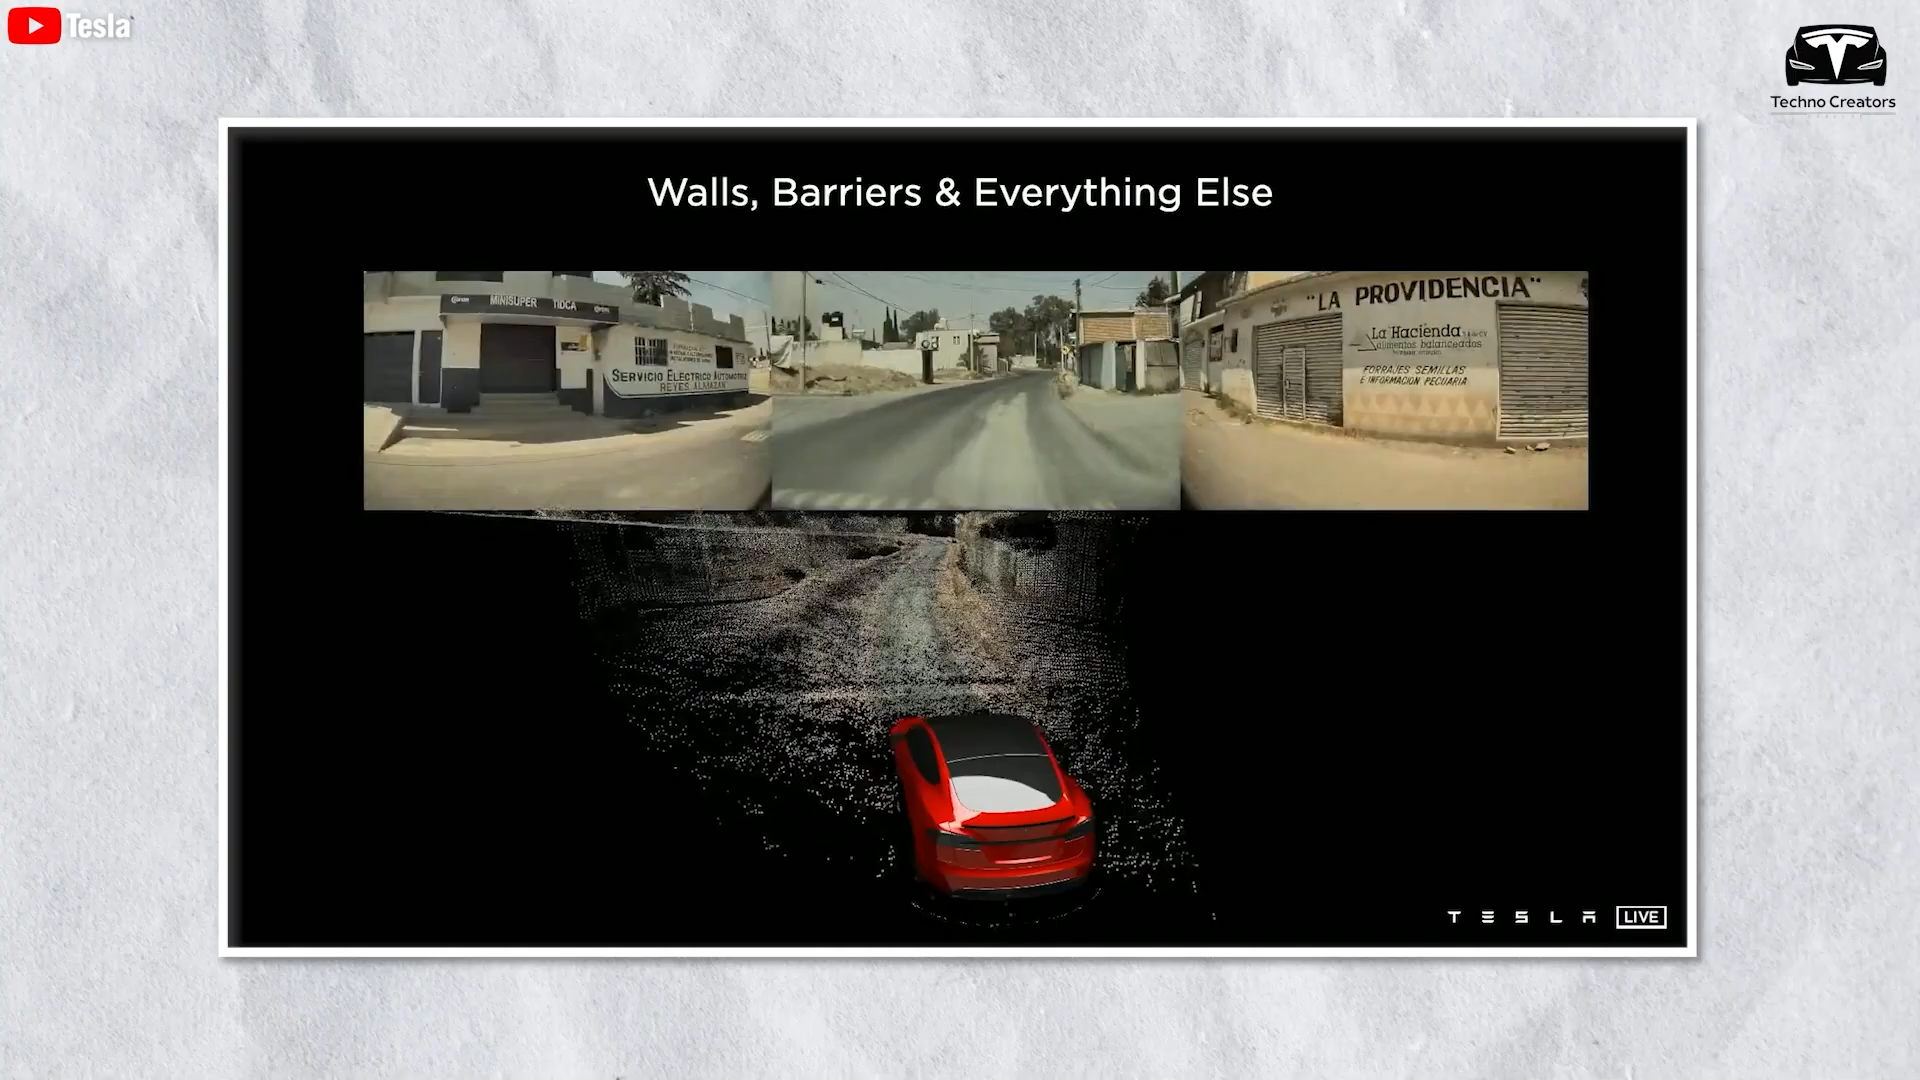 Tesla
Techno Creators
Walls, Barriers & Everything Else
MINISUPER TIDCA
SERVICIO ELECTRICO AUTOMOTRIZ
REYES ALMAZAN
"LA PROVIDENCIA"
La Hacienda
alimentos balanceados
FORRAJES SEMILLAS
E INFORMACION PECUARIA
TESLA LIVE